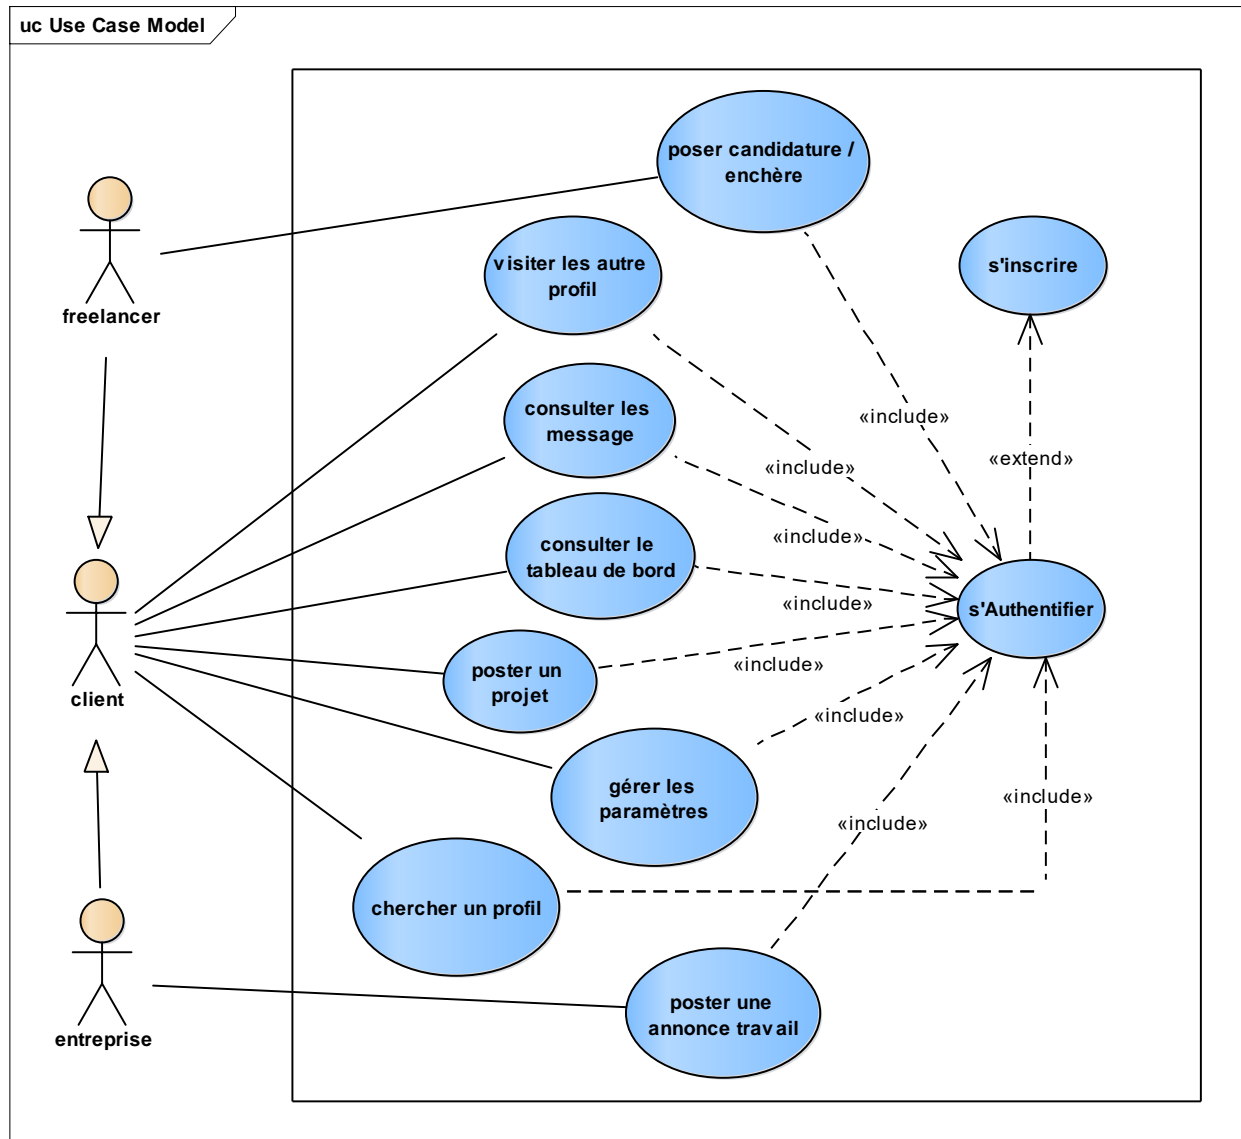 uc Use Case Model
poser candidature /
enchère
visiter les autre
profil
s'inscrire
freelancer
consulter les
message
«include»
«include»
«extend»
consulter le
tableau de bord
«include»
«include»
s'Authentifier
client
poster un
projet
«include»
«include»
gérer les
paramètres
«include»
«include»
chercher un profil
entreprise
poster une
annonce travail